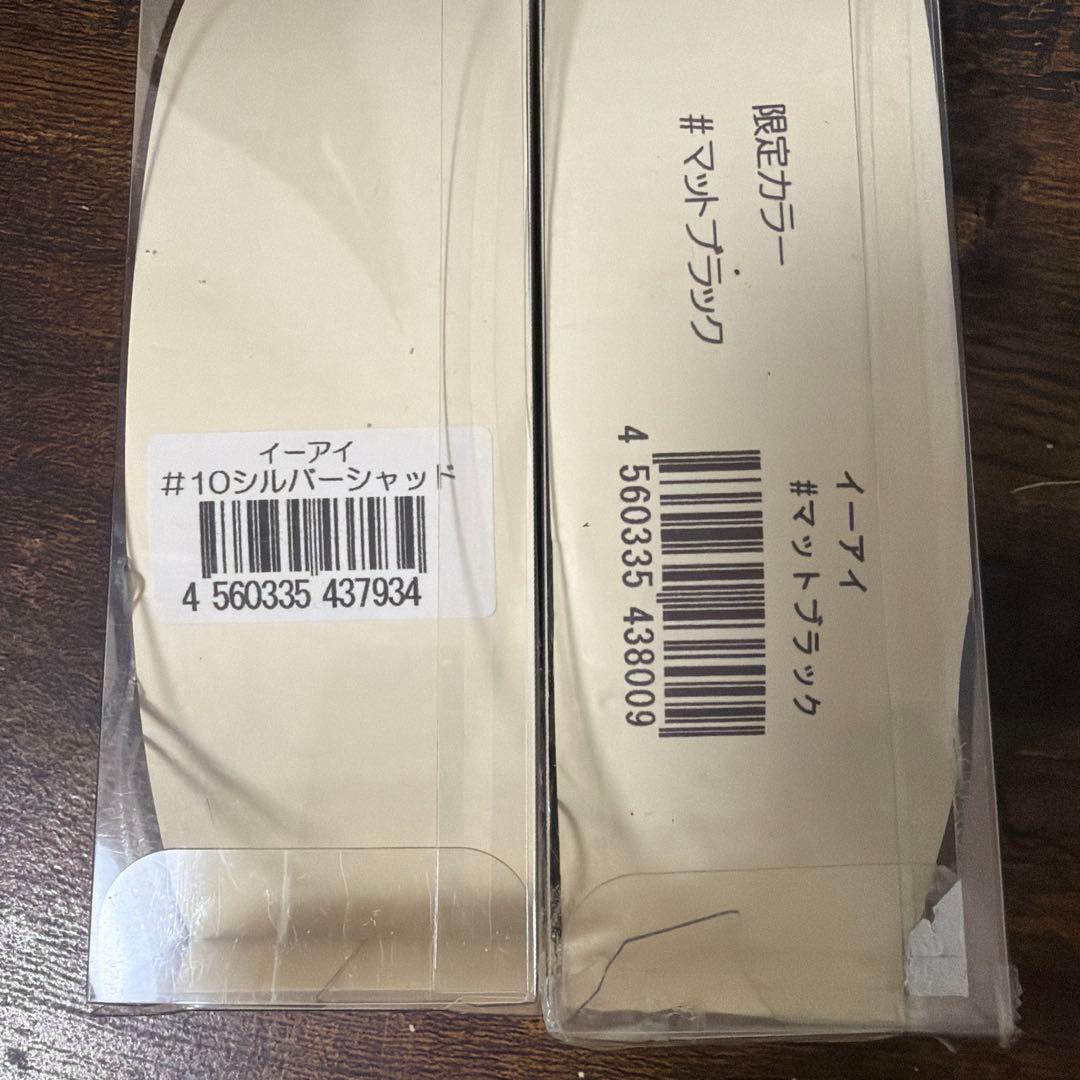 イーアイ
#10シルバーシャッド
4 560335 437934
限定カラー
#マットブラック
イーアイ
#マットブラック
4 560335 438009